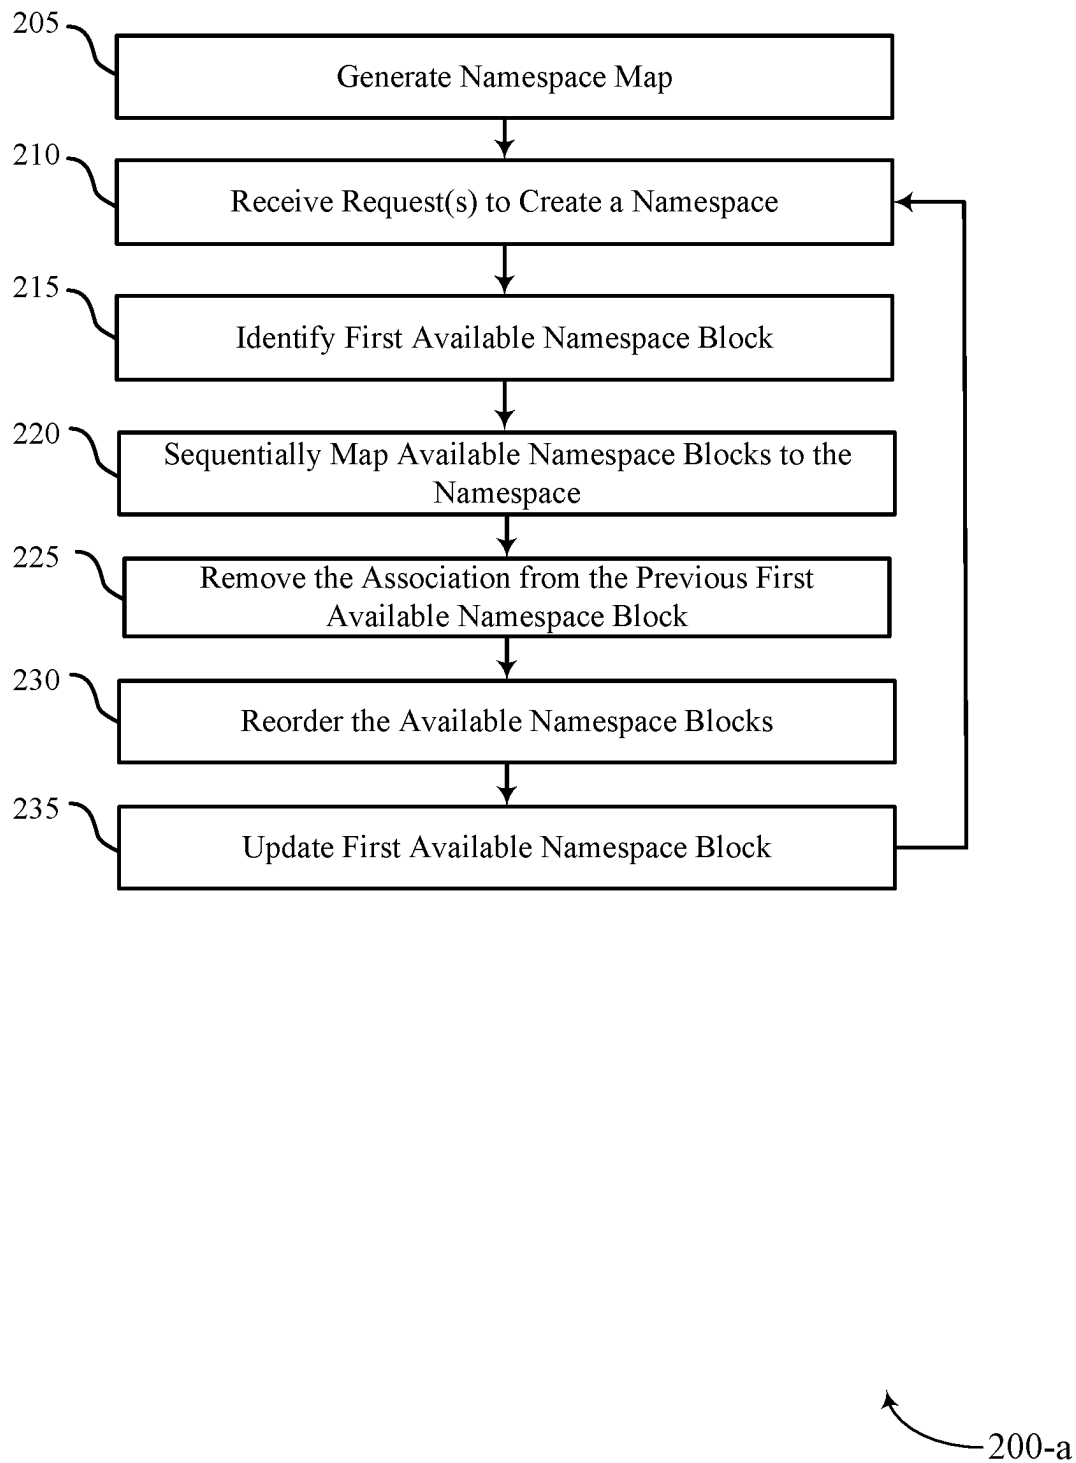 205
Generate Namespace Map
210
Receive Request(s) to Create a Namespace
215
Identify First Available Namespace Block
220
Sequentially Map Available Namespace Blocks to the
Namespace
225
Remove the Association from the Previous First
Available Namespace Block
230
Reorder the Available Namespace Blocks
235
Update First Available Namespace Block
200-a